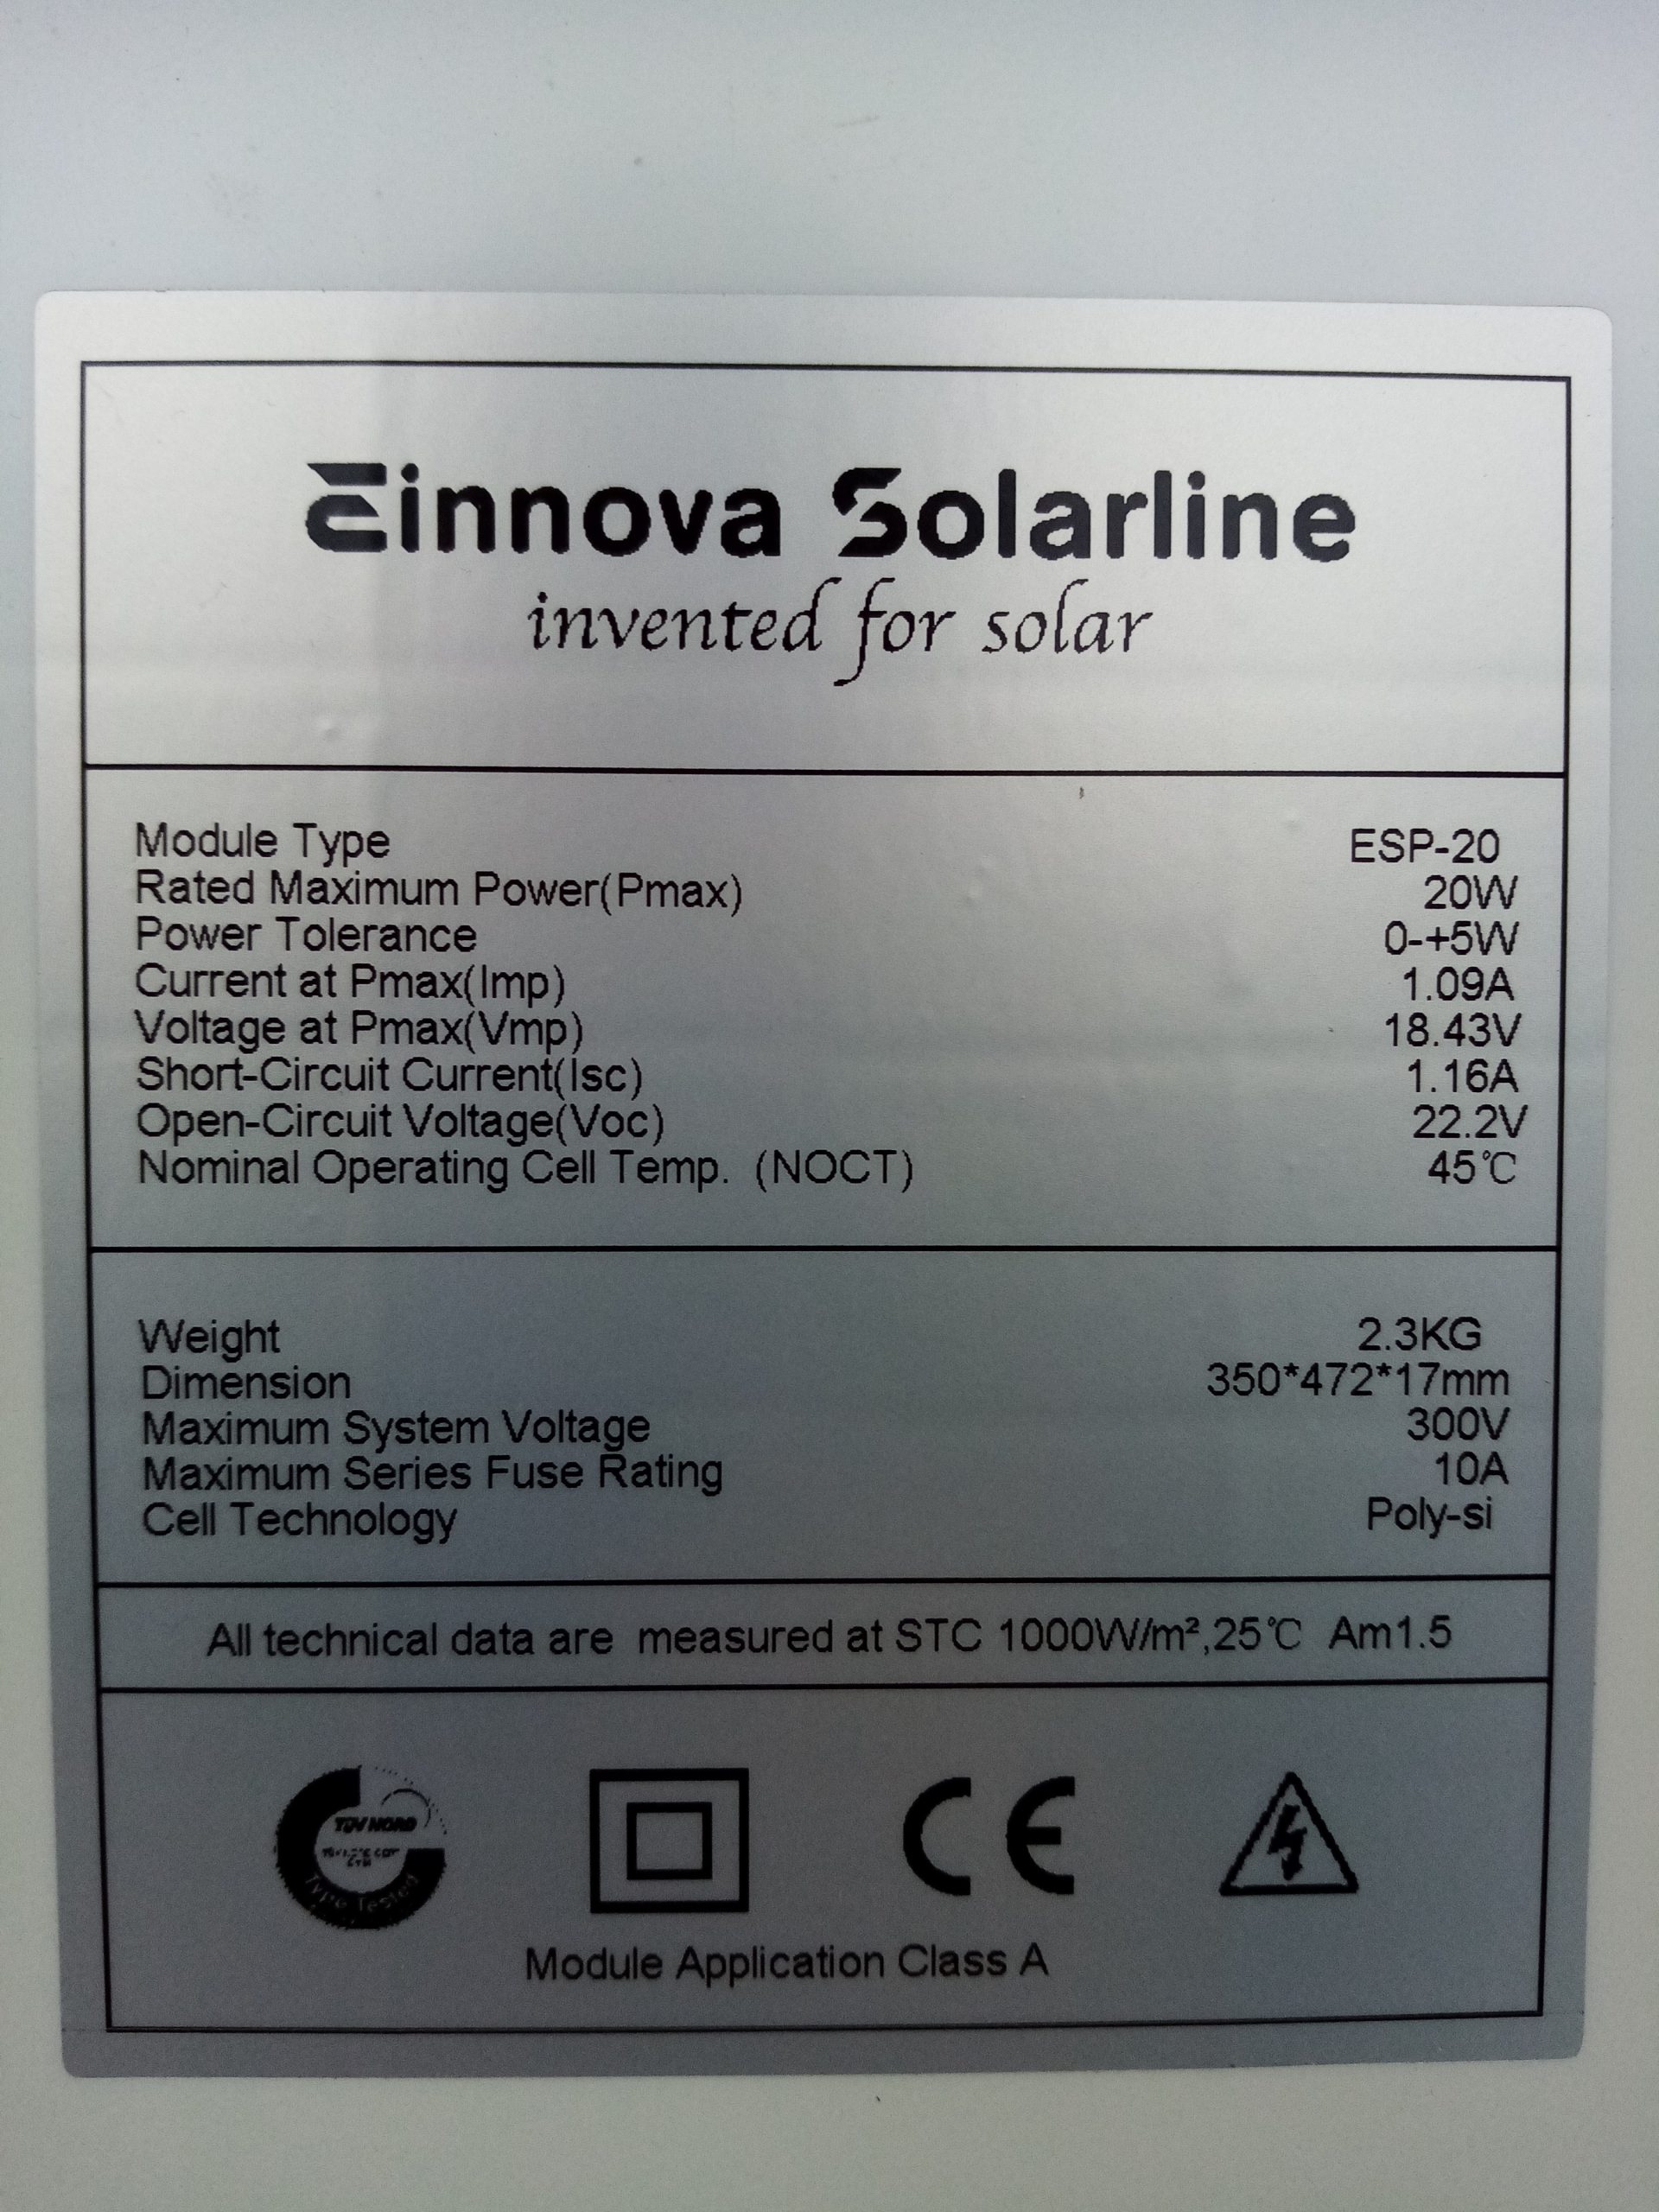 Einnova Solarline
invented for solar
Module Type ESP-20
Rated Maximum Power(Pmax) 20W
Power Tolerance 0-+5W
Current at Pmax(Imp) 1.09A
Voltage at Pmax(Vmp) 18.43V
Short-Circuit Current(Isc) 1.16A
Open-Circuit Voltage(Voc) 22.2V
Nominal Operating Cell Temp. (NOCT) 45℃
Weight 2.3KG
Dimension 350*472*17mm
Maximum System Voltage 300V
Maximum Series Fuse Rating 10A
Cell Technology Poly-si
All technical data are measured at STC 1000W/m²,25℃ Am1.5
TÜV NORD
Type Tested
CE
Module Application Class A